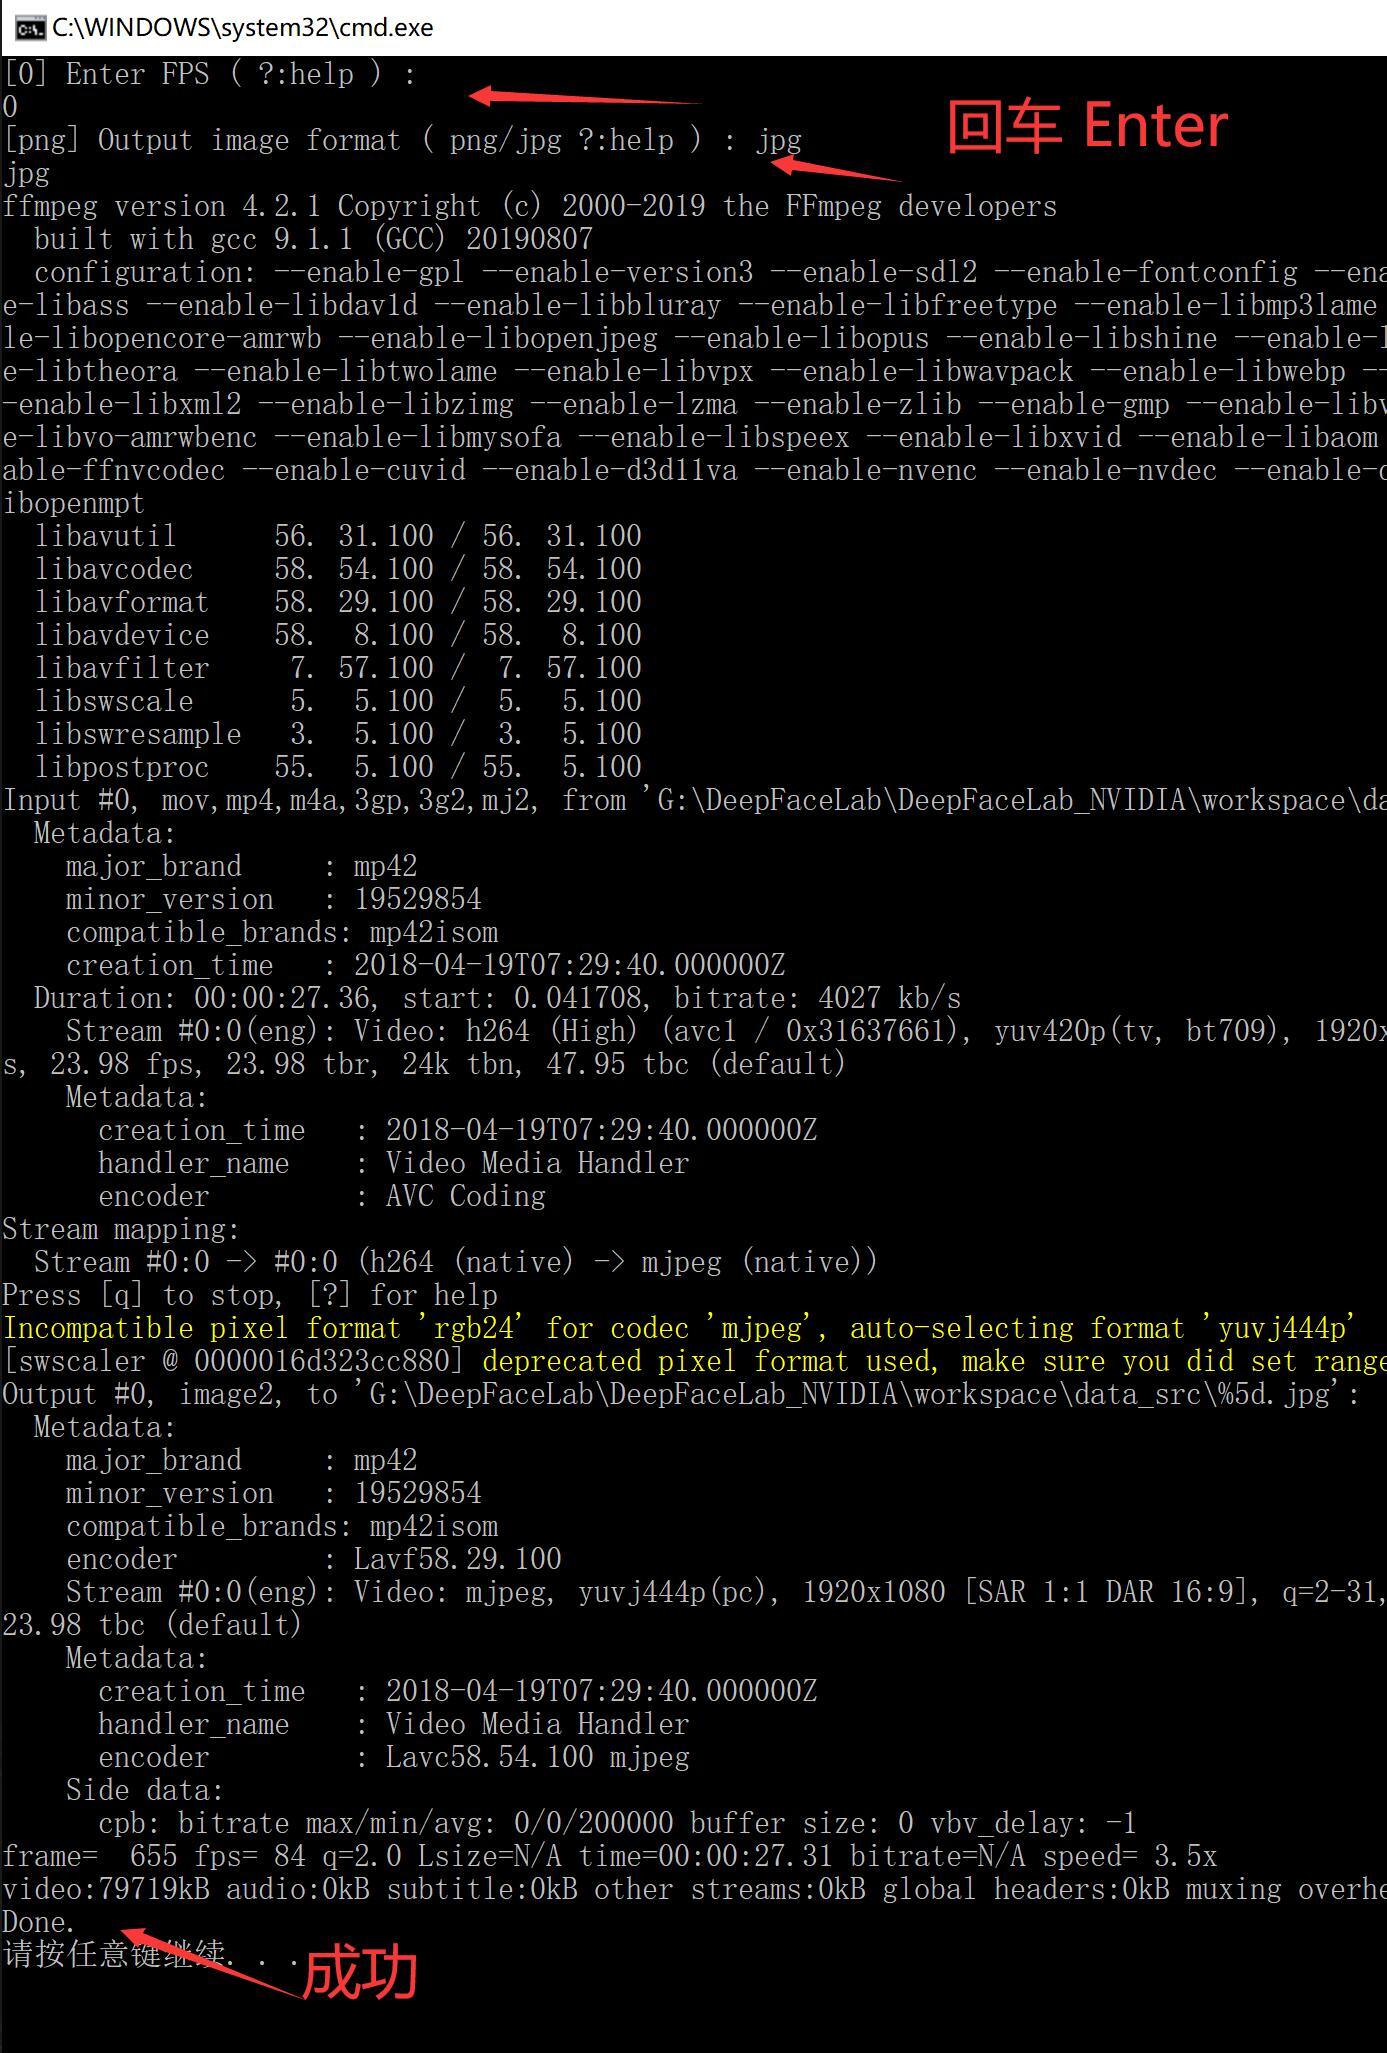 C:\WINDOWS\system32\cmd.exe
[0] Enter FPS ( ?:help ) :
0
回车 Enter
[png] Output image format ( png/jpg ?:help ) : jpg
jpg
ffmpeg version 4.2.1 Copyright (c) 2000-2019 the FFmpeg developers
built with gcc 9.1.1 (GCC) 20190807
configuration: --enable-gpl --enable-version3 --enable-sdl2 --enable-fontconfig --ena
e-libass --enable-libdav1d --enable-libbluray --enable-libfreetype --enable-libmp3lame
le-libopencore-amrwb --enable-libopenjpeg --enable-libopus --enable-libshine --enable-l
e-libtheora --enable-libtwolame --enable-libvpx --enable-libwavpack --enable-libwebp --
-enable-libxml2 --enable-libzimg --enable-lzma --enable-zlib --enable-gmp --enable-libv
e-libvo-amrwbenc --enable-libmysofa --enable-libspeex --enable-libxvid --enable-libaom
able-ffnvcodec --enable-cuvid --enable-d3d11va --enable-nvenc --enable-nvdec --enable-d
ibopenmpt
libavutil 56. 31.100 / 56. 31.100
libavcodec 58. 54.100 / 58. 54.100
libavformat 58. 29.100 / 58. 29.100
libavdevice 58. 8.100 / 58. 8.100
libavfilter 7. 57.100 / 7. 57.100
libswscale 5. 5.100 / 5. 5.100
libswresample 3. 5.100 / 3. 5.100
libpostproc 55. 5.100 / 55. 5.100
Input #0, mov,mp4,m4a,3gp,3g2,mj2, from 'G:\DeepFaceLab\DeepFaceLab_NVIDIA\workspace\da
Metadata:
major_brand : mp42
minor_version : 19529854
compatible_brands: mp42isom
creation_time : 2018-04-19T07:29:40.000000Z
Duration: 00:00:27.36, start: 0.041708, bitrate: 4027 kb/s
Stream #0:0(eng): Video: h264 (High) (avc1 / 0x31637661), yuv420p(tv, bt709), 1920x
s, 23.98 fps, 23.98 tbr, 24k tbn, 47.95 tbc (default)
Metadata:
creation_time : 2018-04-19T07:29:40.000000Z
handler_name : Video Media Handler
encoder : AVC Coding
Stream mapping:
Stream #0:0 -> #0:0 (h264 (native) -> mjpeg (native))
Press [q] to stop, [?] for help
Incompatible pixel format 'rgb24' for codec 'mjpeg', auto-selecting format 'yuvj444p'
[swscaler @ 0000016d323cc880] deprecated pixel format used, make sure you did set range
Output #0, image2, to 'G:\DeepFaceLab\DeepFaceLab_NVIDIA\workspace\data_src\%5d.jpg':
Metadata:
major_brand : mp42
minor_version : 19529854
compatible_brands: mp42isom
encoder : Lavf58.29.100
Stream #0:0(eng): Video: mjpeg, yuvj444p(pc), 1920x1080 [SAR 1:1 DAR 16:9], q=2-31,
23.98 tbc (default)
Metadata:
creation_time : 2018-04-19T07:29:40.000000Z
handler_name : Video Media Handler
encoder : Lavc58.54.100 mjpeg
Side data:
cpb: bitrate max/min/avg: 0/0/200000 buffer size: 0 vbv_delay: -1
frame= 655 fps= 84 q=2.0 Lsize=N/A time=00:00:27.31 bitrate=N/A speed= 3.5x
video:79719kB audio:0kB subtitle:0kB other streams:0kB global headers:0kB muxing overhe
Done.
请按任意键继续. . .
成功